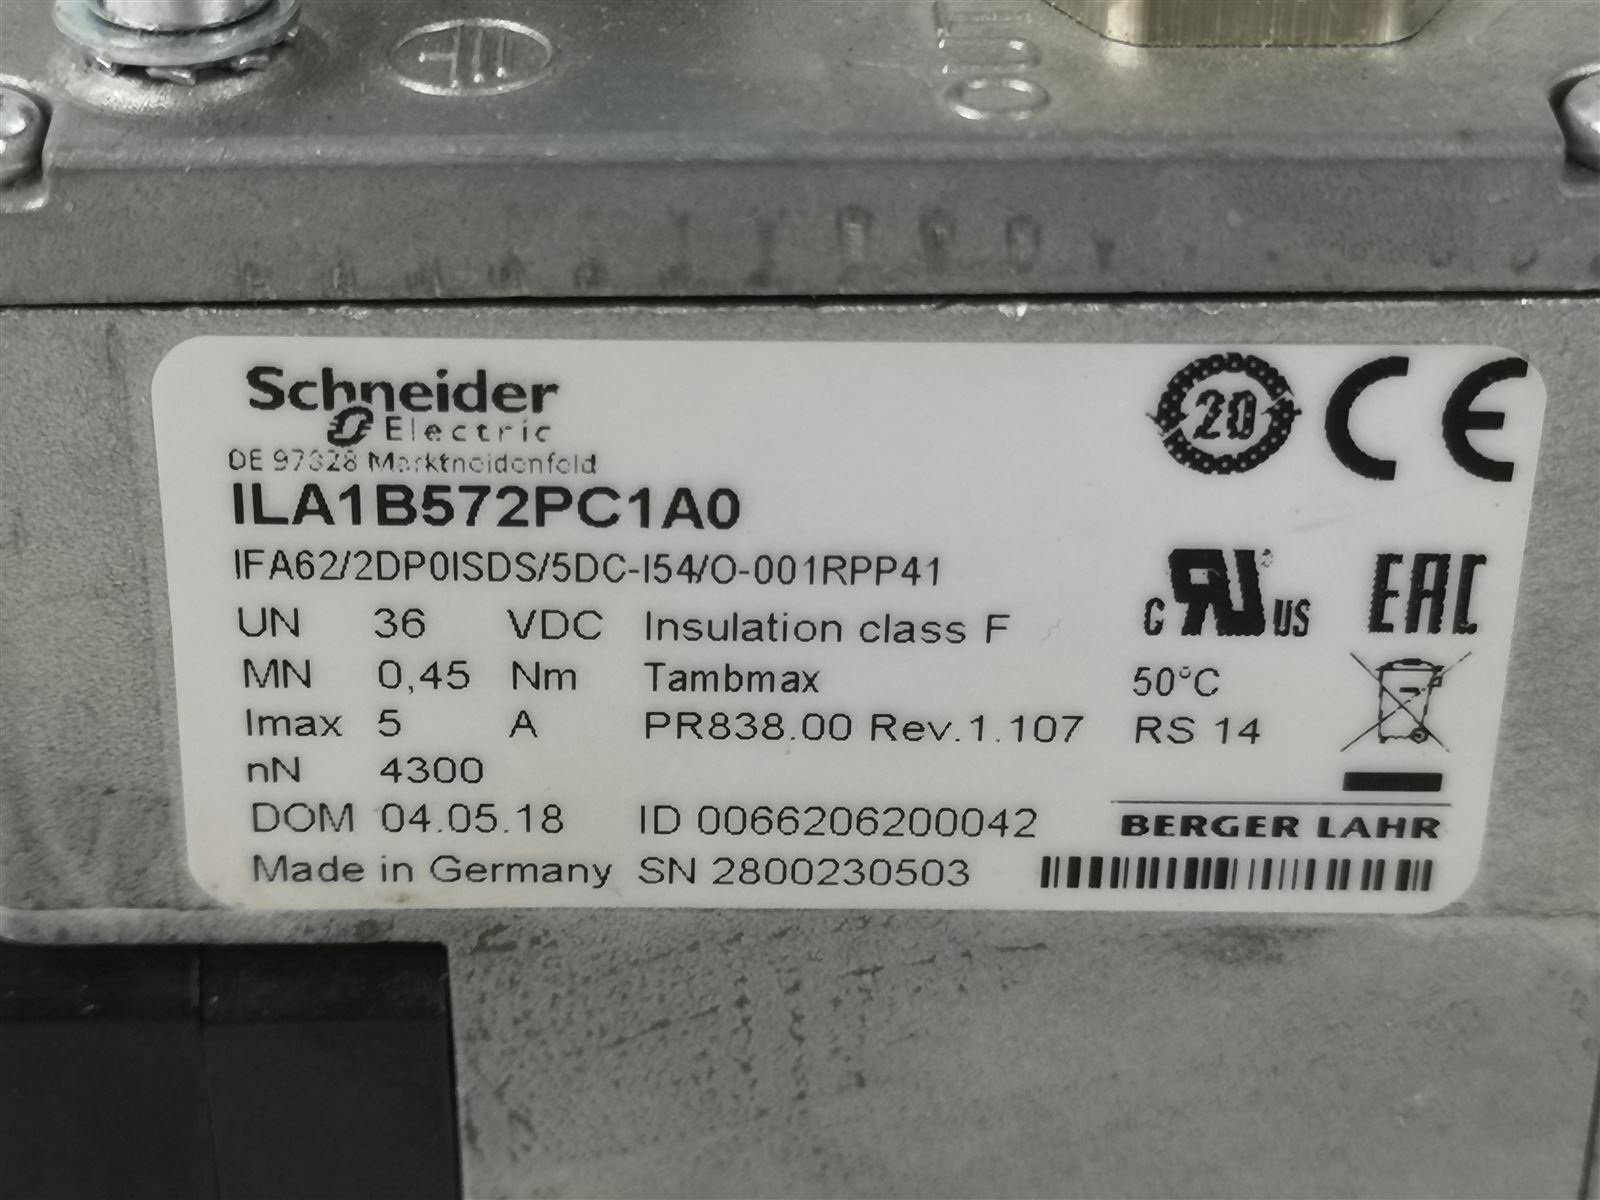 OUT
Schneider
Electric
DE 97828 Marktheidenfeld
ILA1B572PC1A0
IFA62/2DP0ISDS/5DC-I54/O-001RPP41
UN 36 VDC Insulation class F
MN 0,45 Nm Tambmax 50°C
Imax 5 A PR838.00 Rev.1.107 RS 14
nN 4300
DOM 04.05.18 ID 0066206200042
Made in Germany SN 2800230503
20
CE
c RU US
EAC
BERGER LAHR